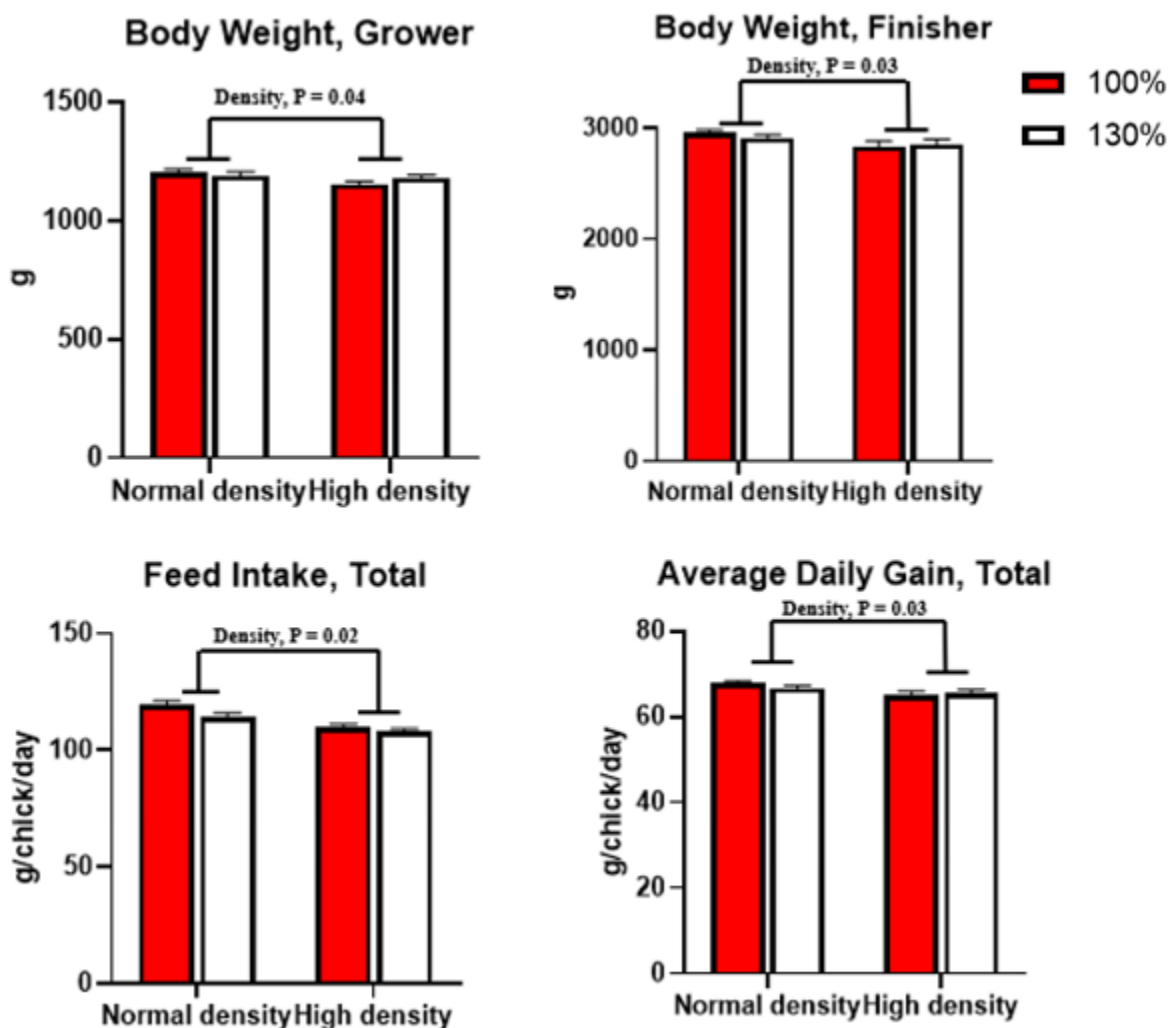 Body Weight, Grower
Density, P = 0.04
1500
1000
500
0
g
Normal density
High density
Body Weight, Finisher
Density, P = 0.03
3000
2000
1000
0
g
Normal density
High density
100%
130%
Feed Intake, Total
Density, P = 0.02
150
100
50
0
g/chick/day
Normal density
High density
Average Daily Gain, Total
Density, P = 0.03
80
60
40
20
0
g/chick/day
Normal density
High density